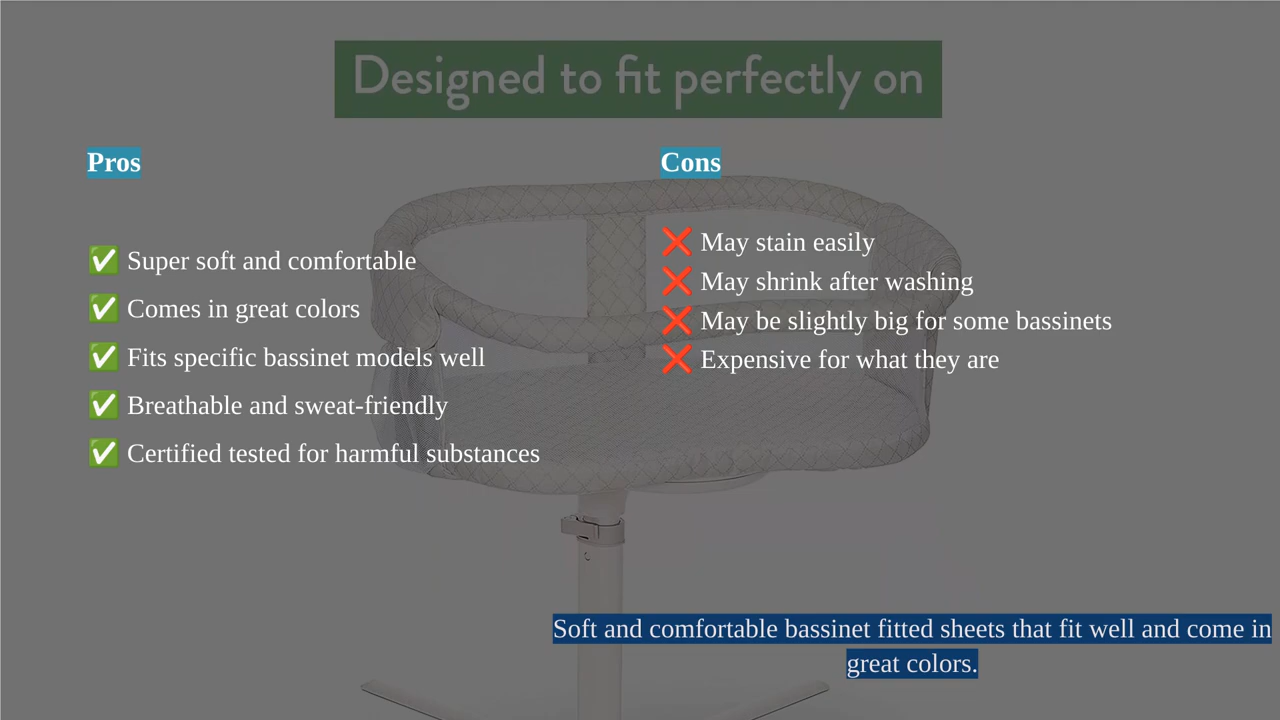 Designed to fit perfectly on
Pros
✅ Super soft and comfortable
✅ Comes in great colors
✅ Fits specific bassinet models well
✅ Breathable and sweat-friendly
✅ Certified tested for harmful substances
Cons
❌ May stain easily
❌ May shrink after washing
❌ May be slightly big for some bassinets
❌ Expensive for what they are
Soft and comfortable bassinet fitted sheets that fit well and come in
great colors.